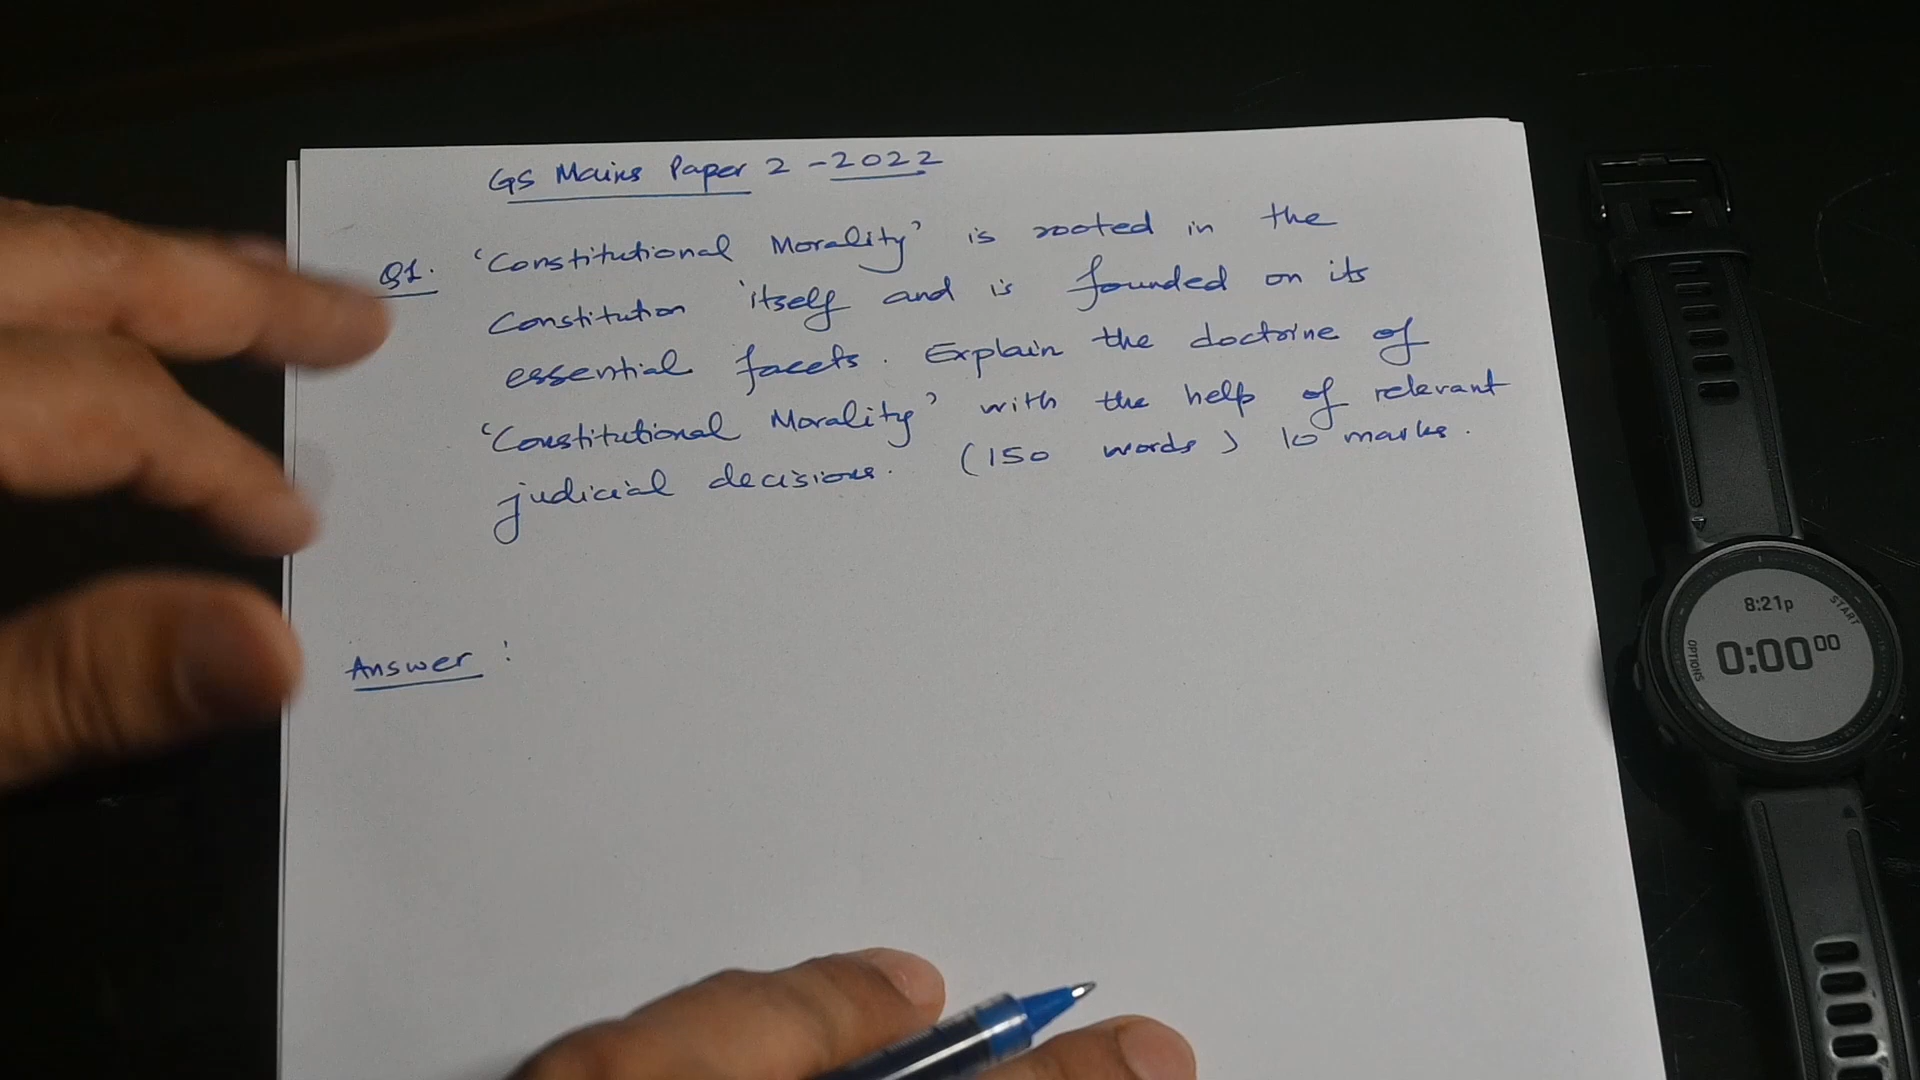 GS Mains Paper 2 - 2022
Q1. 'Constitutional Morality' is rooted in the
Constitution itself and is founded on its
essential facets. Explain the doctrine of
'Constitutional Morality' with the help of relevant
judicial decisions. (150 words) 10 marks.
Answer :
8:21p
START
0:00 00
OPTIONS